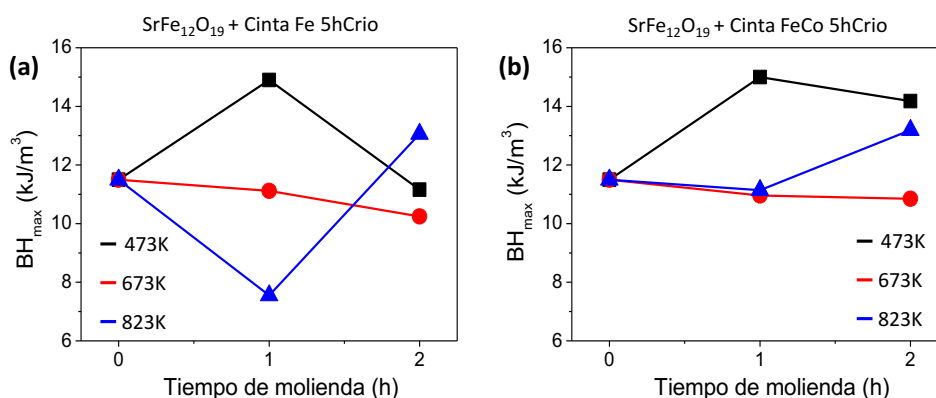 SrFe₁₂O₁₉ + Cinta Fe 5hCrio
(a)
16
14
12
10
8
6
BHmax (kJ/m³)
473K
673K
823K
0 1 2
Tiempo de molienda (h)
SrFe₁₂O₁₉ + Cinta FeCo 5hCrio
(b)
16
14
12
10
8
6
BHmax (kJ/m³)
473K
673K
823K
0 1 2
Tiempo de molienda (h)